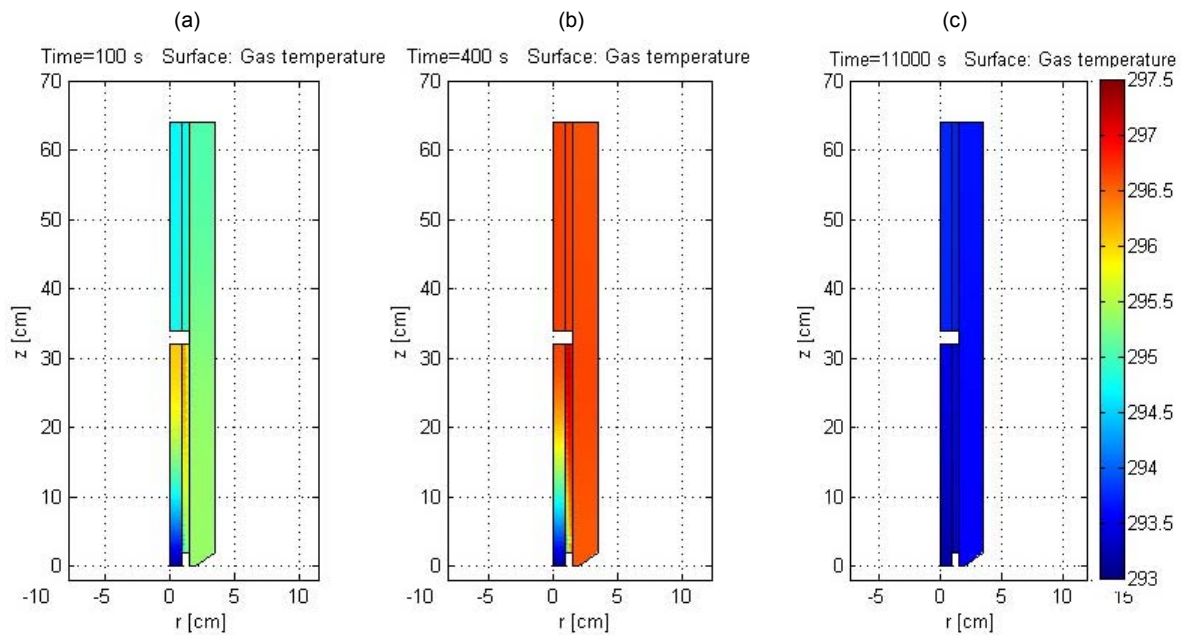 (a) (b) (c)
Time=100 s Surface: Gas temperature
Time=400 s Surface: Gas temperature
Time=11000 s Surface: Gas temperature
70
60
50
40
30
20
10
0
z [cm]
-10 -5 0 5 10
r [cm]
70
60
50
40
30
20
10
0
z [cm]
-10 -5 0 5 10
r [cm]
70
60
50
40
30
20
10
0
z [cm]
-5 0 5 10 15
r [cm]
297.5
297
296.5
296
295.5
295
294.5
294
293.5
293